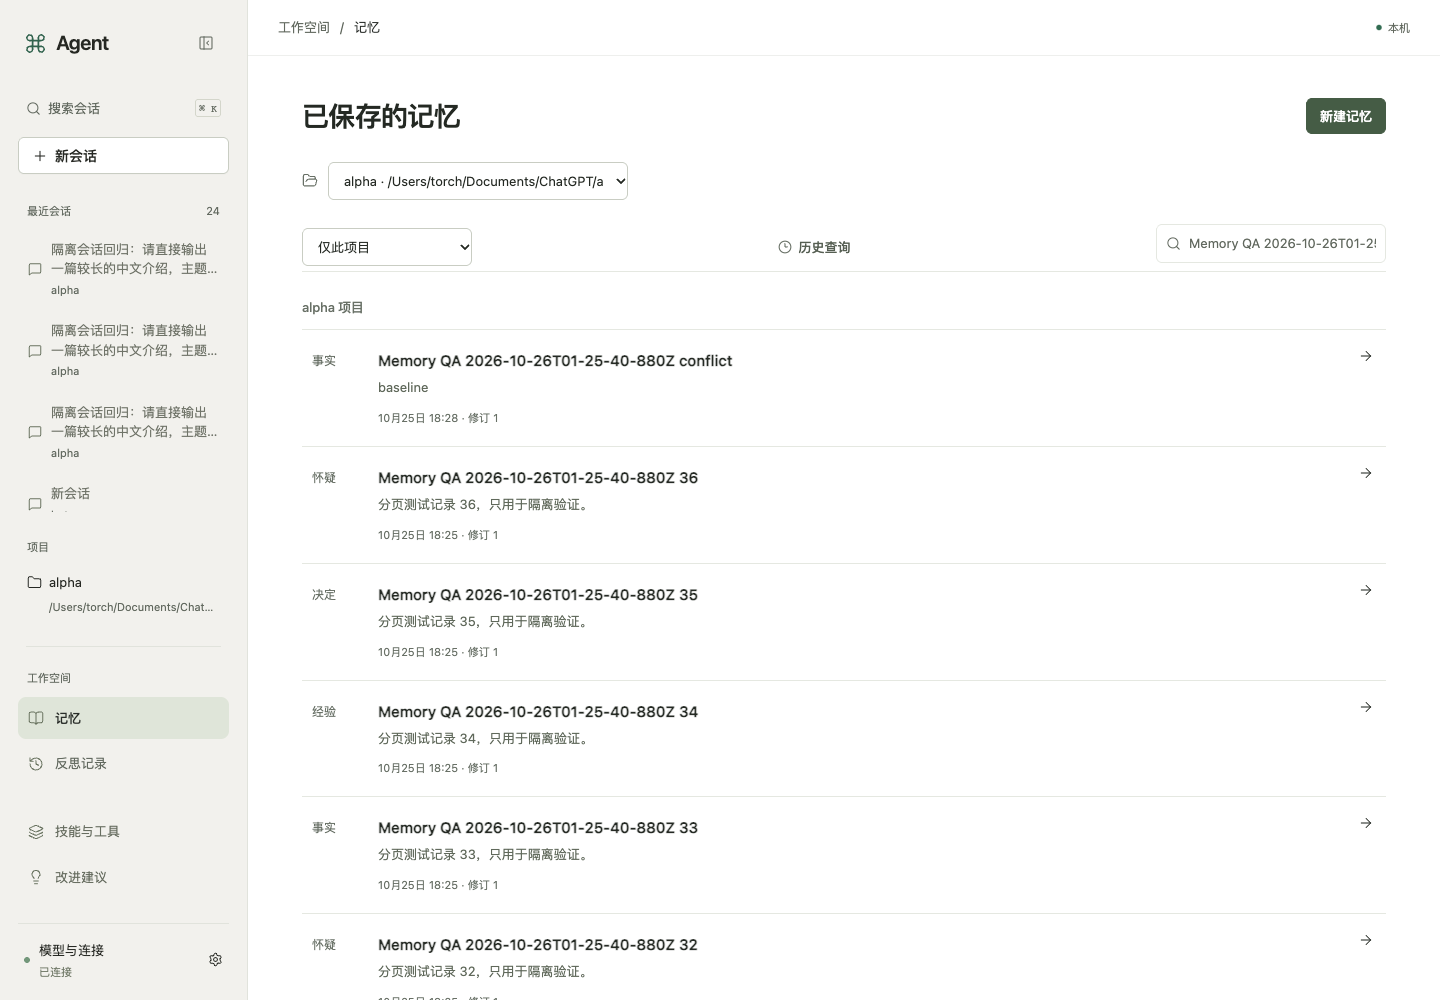 Agent
搜索会话
⌘ K
新会话
最近会话 24
隔离会话回归：请直接输出
一篇较长的中文介绍，主题...
alpha
隔离会话回归：请直接输出
一篇较长的中文介绍，主题...
alpha
隔离会话回归：请直接输出
一篇较长的中文介绍，主题...
alpha
新会话
项目
alpha
/Users/torch/Documents/Chat...
工作空间
记忆
反思记录
技能与工具
改进建议
模型与连接
已连接
工作空间 / 记忆
本机
已保存的记忆
新建记忆
alpha · /Users/torch/Documents/ChatGPT/a
仅此项目
历史查询
Memory QA 2026-10-26T01-25
alpha 项目
事实
Memory QA 2026-10-26T01-25-40-880Z conflict
baseline
10月25日 18:28 · 修订 1
怀疑
Memory QA 2026-10-26T01-25-40-880Z 36
分页测试记录 36，只用于隔离验证。
10月25日 18:25 · 修订 1
决定
Memory QA 2026-10-26T01-25-40-880Z 35
分页测试记录 35，只用于隔离验证。
10月25日 18:25 · 修订 1
经验
Memory QA 2026-10-26T01-25-40-880Z 34
分页测试记录 34，只用于隔离验证。
10月25日 18:25 · 修订 1
事实
Memory QA 2026-10-26T01-25-40-880Z 33
分页测试记录 33，只用于隔离验证。
10月25日 18:25 · 修订 1
怀疑
Memory QA 2026-10-26T01-25-40-880Z 32
分页测试记录 32，只用于隔离验证。